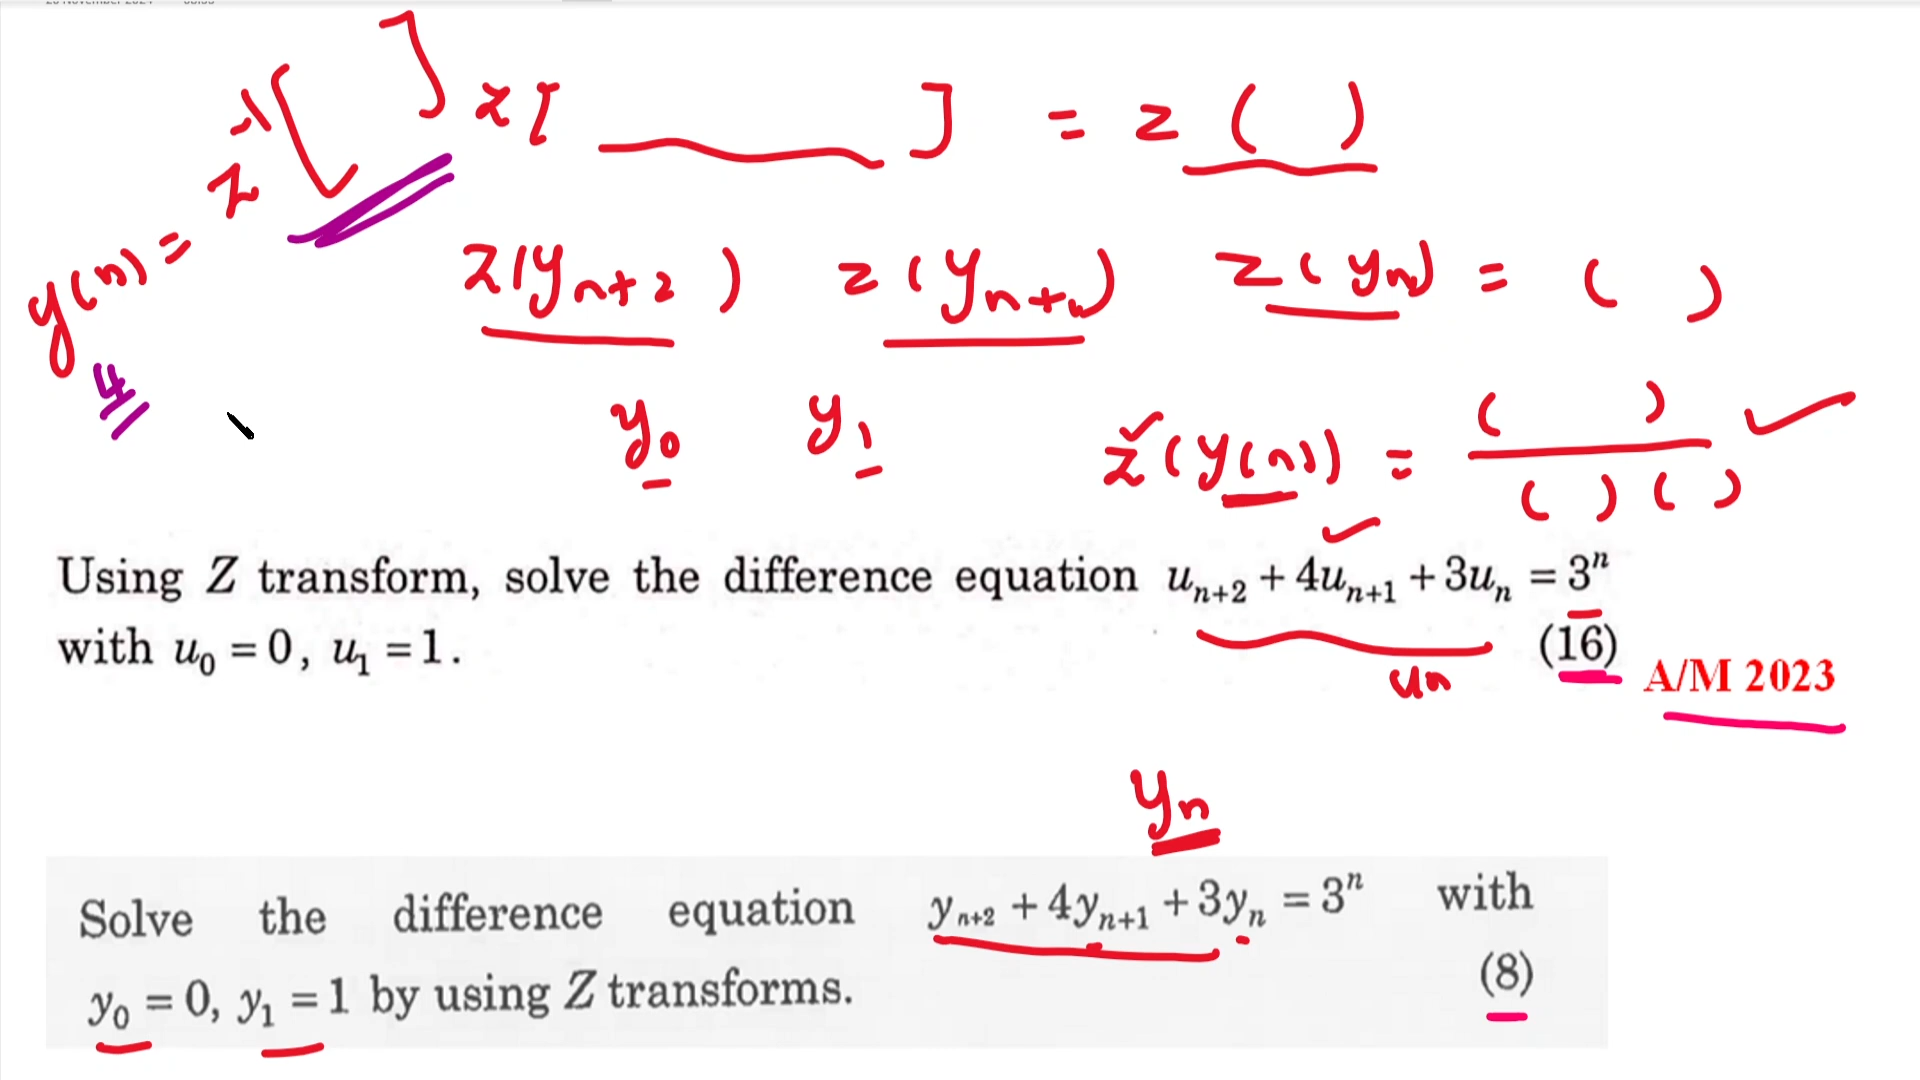 z[ ] = z ( )
y(n) = z⁻¹[ ]
z(yₙ₊₂) z(yₙ₊₁) z(yₙ) = ( )
4
y₀ y₁
z(y(n)) = ( ) / ( ) ( )
Using Z transform, solve the difference equation uₙ₊₂ + 4uₙ₊₁ + 3uₙ = 3ⁿ
with u₀ = 0, u₁ = 1. (16)
uₙ
A/M 2023
yₙ
Solve the difference equation yₙ₊₂ + 4yₙ₊₁ + 3yₙ = 3ⁿ with
y₀ = 0, y₁ = 1 by using Z transforms. (8)